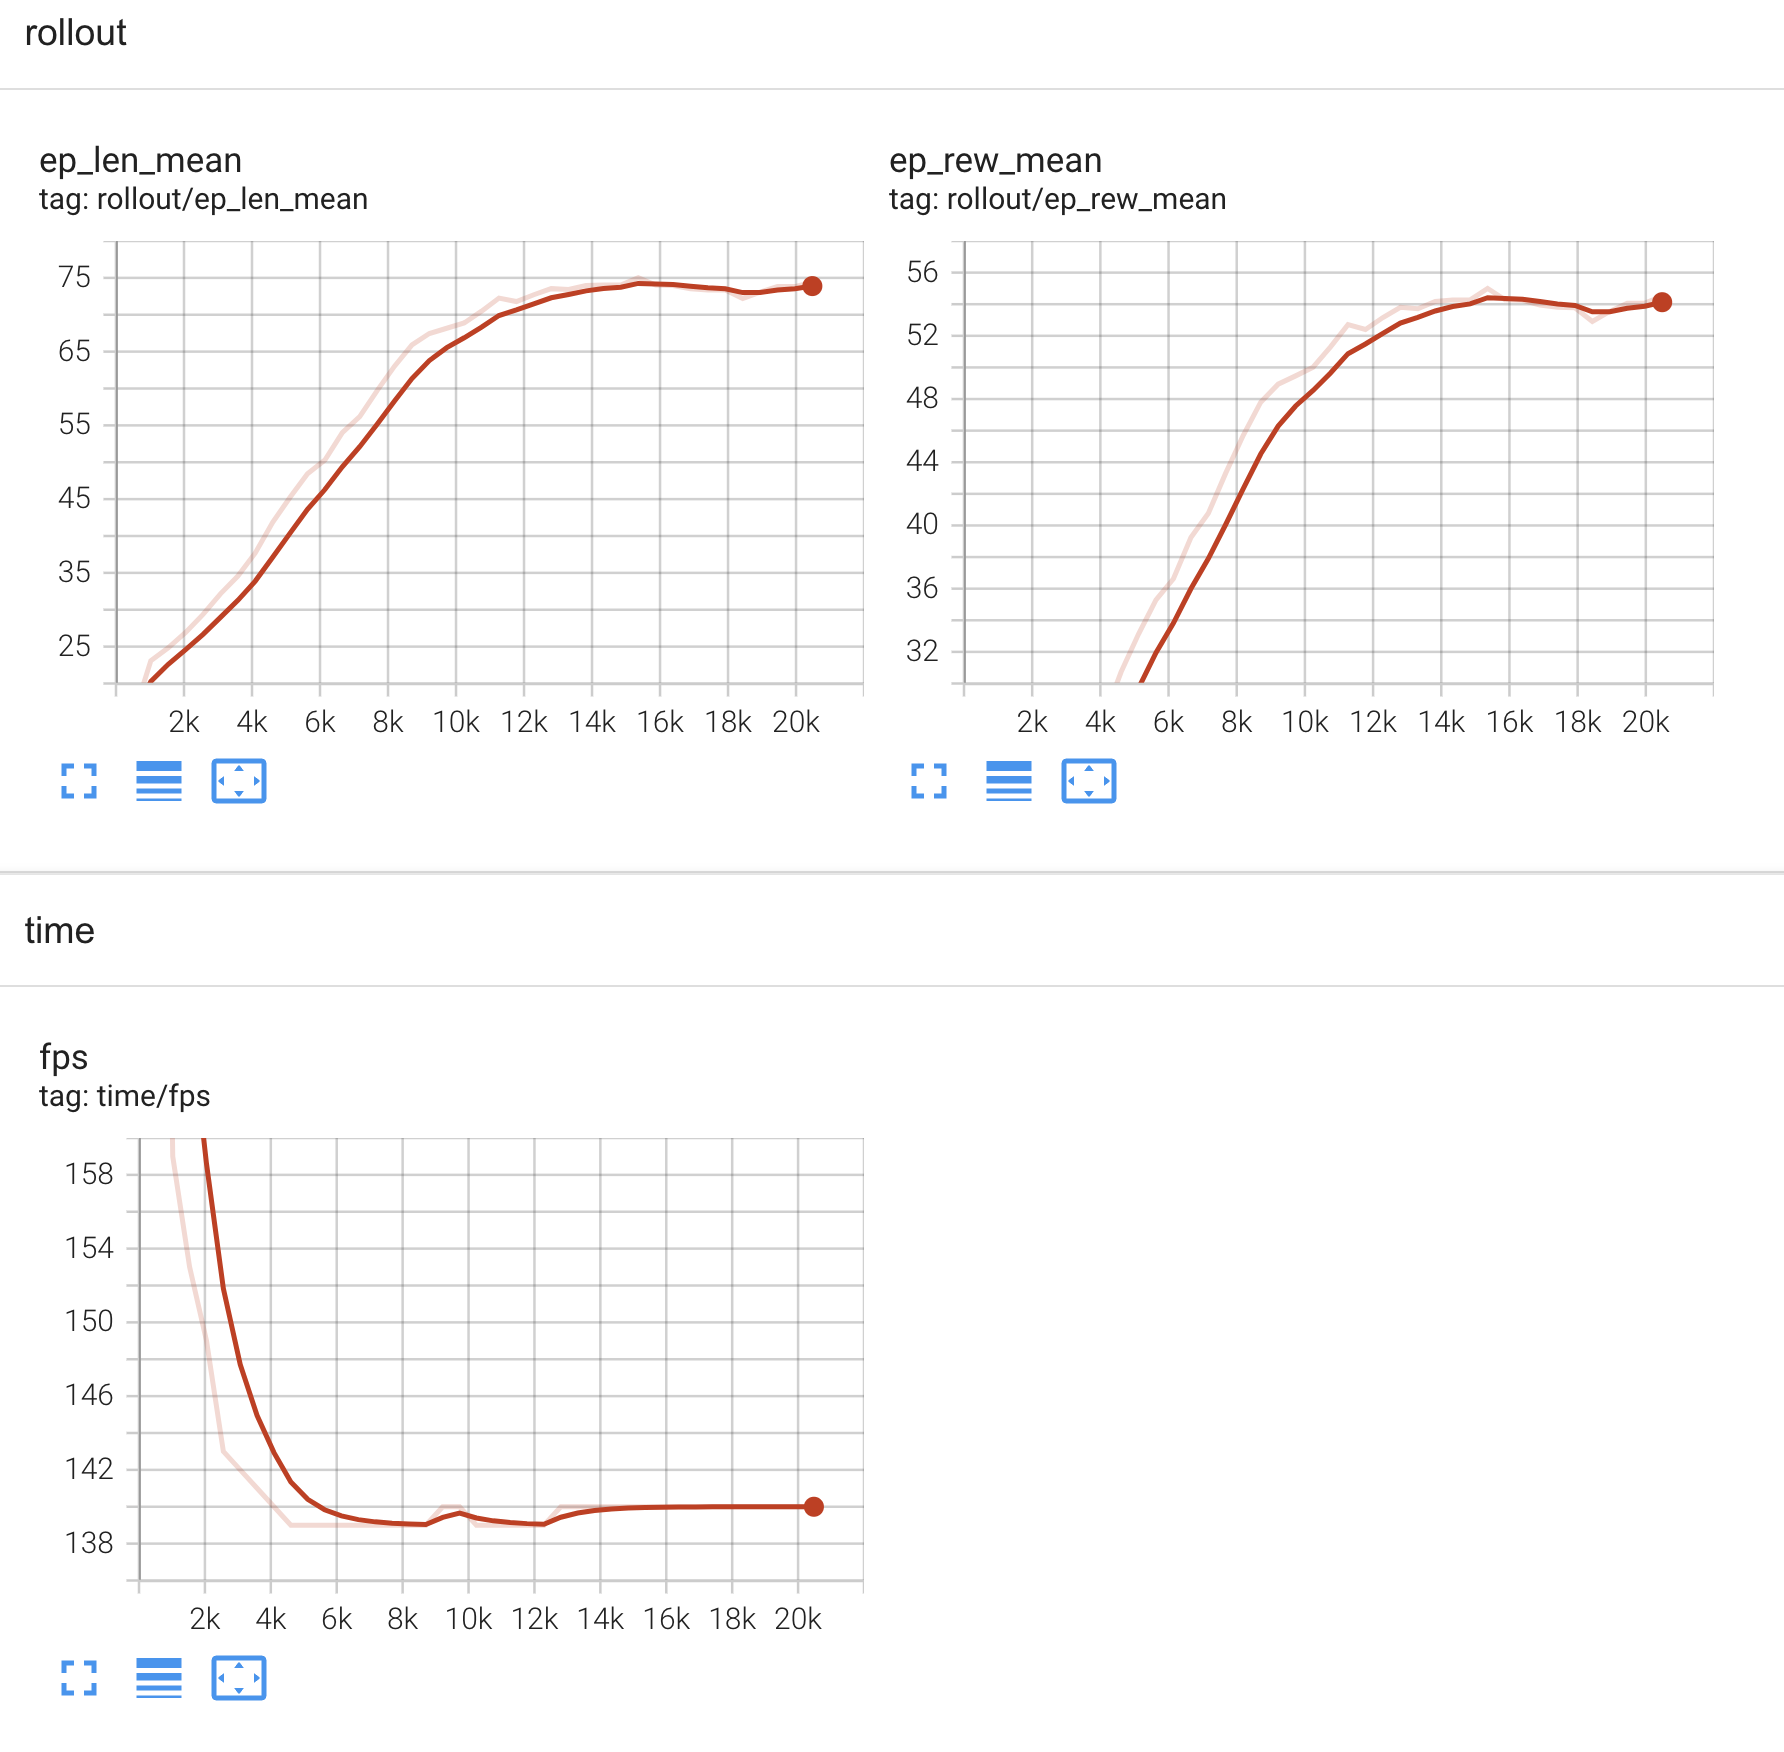 rollout
ep_len_mean
tag: rollout/ep_len_mean
75
65
55
45
35
25
2k 4k 6k 8k 10k 12k 14k 16k 18k 20k
ep_rew_mean
tag: rollout/ep_rew_mean
56
52
48
44
40
36
32
2k 4k 6k 8k 10k 12k 14k 16k 18k 20k
time
fps
tag: time/fps
158
154
150
146
142
138
2k 4k 6k 8k 10k 12k 14k 16k 18k 20k